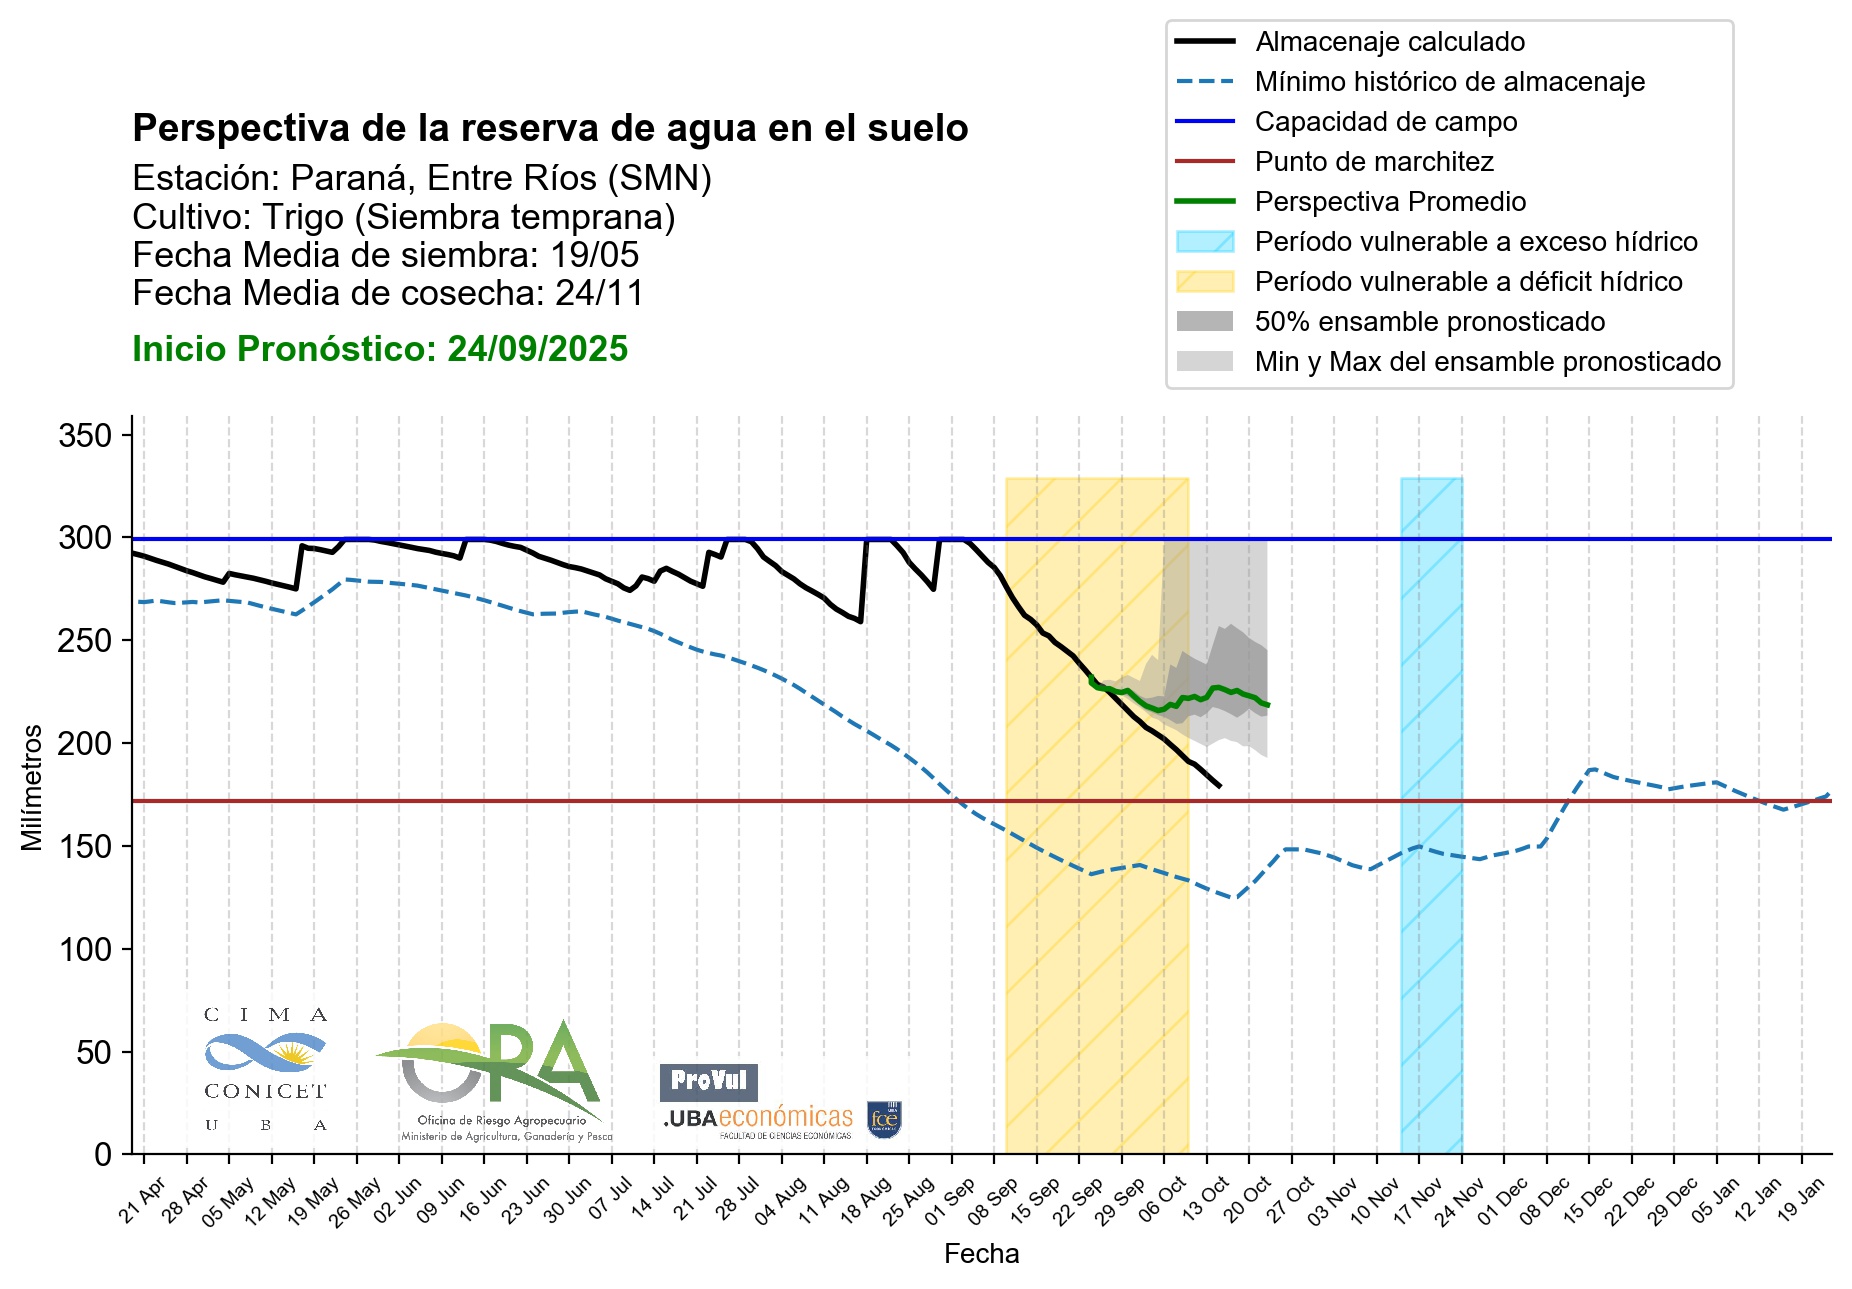 Almacenaje calculado
Mínimo histórico de almacenaje
Capacidad de campo
Punto de marchitez
Perspectiva Promedio
Período vulnerable a exceso hídrico
Período vulnerable a déficit hídrico
50% ensamble pronosticado
Min y Max del ensamble pronosticado
Perspectiva de la reserva de agua en el suelo
Estación: Paraná, Entre Ríos (SMN)
Cultivo: Trigo (Siembra temprana)
Fecha Media de siembra: 19/05
Fecha Media de cosecha: 24/11
Inicio Pronóstico: 24/09/2025
350
300
250
200
150
100
50
0
Milímetros
C I M A
CONICET
U B A
ORA
Oficina de Riesgo Agropecuario
Ministerio de Agricultura, Ganadería y Pesca
ProVul
.UBAeconómicas
FACULTAD DE CIENCIAS ECONÓMICAS
UBA
fce
21 Apr
28 Apr
05 May
12 May
19 May
26 May
02 Jun
09 Jun
16 Jun
23 Jun
30 Jun
07 Jul
14 Jul
21 Jul
28 Jul
04 Aug
11 Aug
18 Aug
25 Aug
01 Sep
08 Sep
15 Sep
22 Sep
29 Sep
06 Oct
13 Oct
20 Oct
27 Oct
03 Nov
10 Nov
17 Nov
24 Nov
01 Dec
08 Dec
15 Dec
22 Dec
29 Dec
05 Jan
12 Jan
19 Jan
Fecha